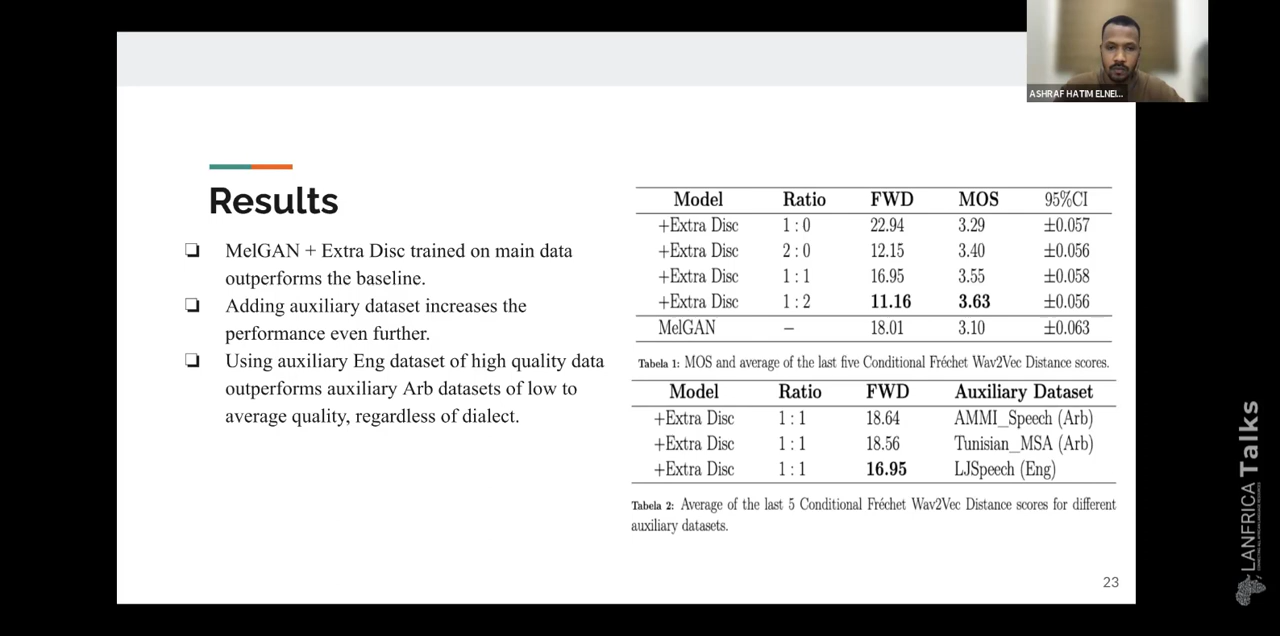 ASHRAF HATIM ELNEI...
Results
❏ MelGAN + Extra Disc trained on main data
outperforms the baseline.
❏ Adding auxiliary dataset increases the
performance even further.
❏ Using auxiliary Eng dataset of high quality data
outperforms auxiliary Arb datasets of low to
average quality, regardless of dialect.
Model Ratio FWD MOS 95%CI
+Extra Disc 1 : 0 22.94 3.29 ±0.057
+Extra Disc 2 : 0 12.15 3.40 ±0.056
+Extra Disc 1 : 1 16.95 3.55 ±0.058
+Extra Disc 1 : 2 11.16 3.63 ±0.056
MelGAN – 18.01 3.10 ±0.063
Tabela 1: MOS and average of the last five Conditional Fréchet Wav2Vec Distance scores.
Model Ratio FWD Auxiliary Dataset
+Extra Disc 1 : 1 18.64 AMMI_Speech (Arb)
+Extra Disc 1 : 1 18.56 Tunisian_MSA (Arb)
+Extra Disc 1 : 1 16.95 LJSpeech (Eng)
Tabela 2: Average of the last 5 Conditional Fréchet Wav2Vec Distance scores for different
auxiliary datasets.
23
LANFRICA Talks